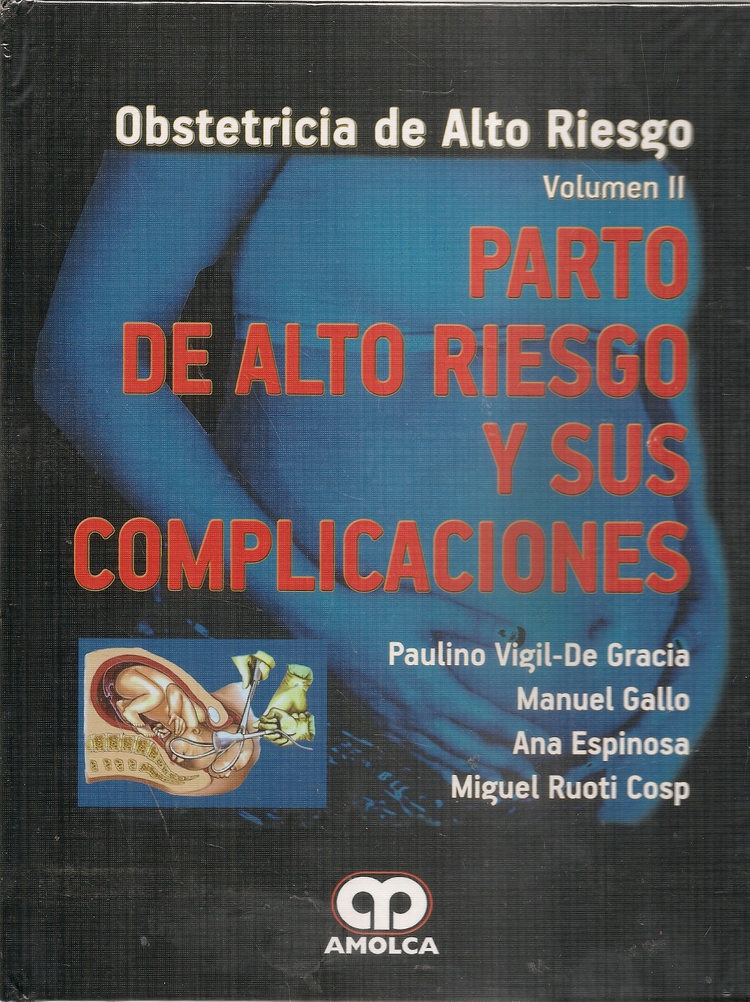 Obstetricia de Alto Riesgo
Volumen II
PARTO
DE ALTO RIESGO
Y SUS
COMPLICACIONES
Paulino Vigil-De Gracia
Manuel Gallo
Ana Espinosa
Miguel Ruoti Cosp
AMOLCA